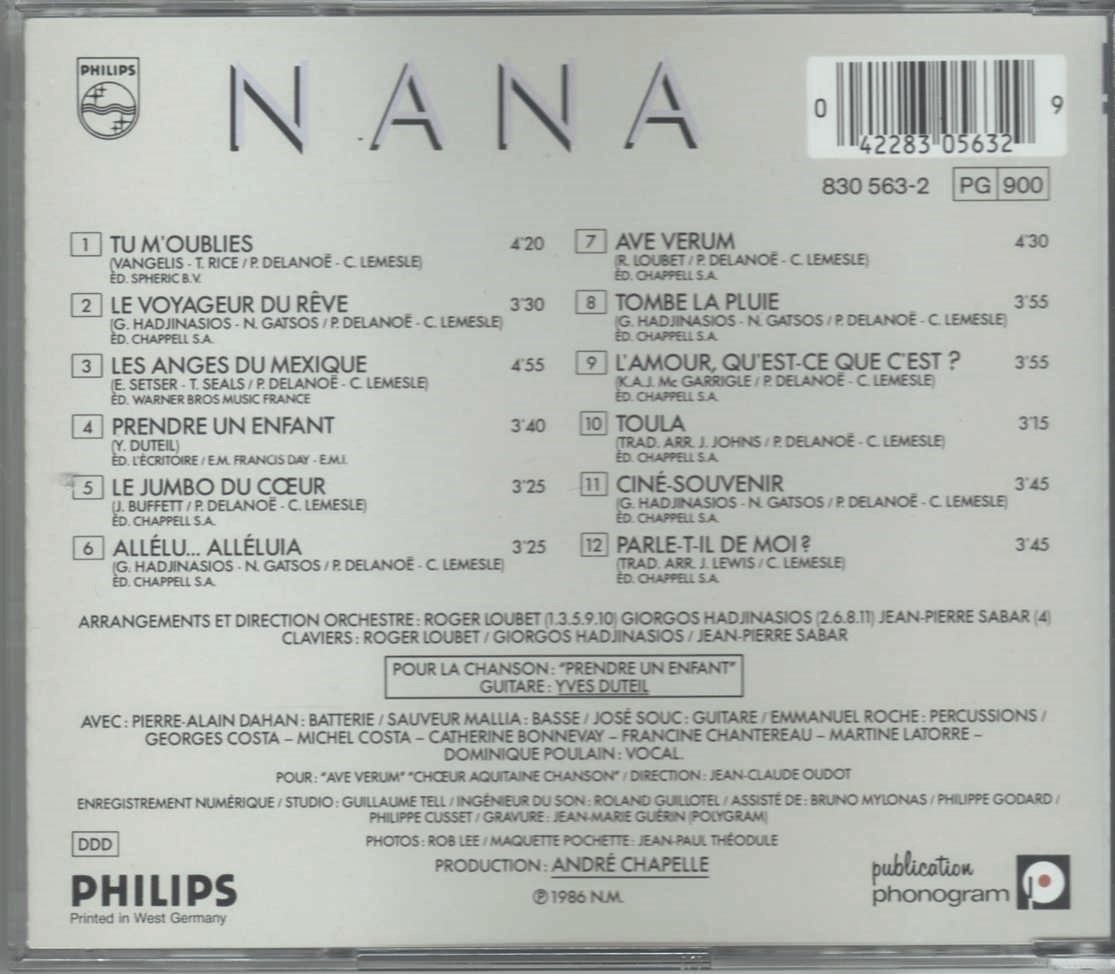 PHILIPS
NANA
0 42283 05632 9
830 563-2 PG 900
1 TU M'OUBLIES 4'20
(VANGELIS - T. RICE / P. DELANOË - C. LEMESLE)
ÉD. SPHERIC B.V.
2 LE VOYAGEUR DU RÊVE 3'30
(G. HADJINASIOS - N. GATSOS / P. DELANOË - C. LEMESLE)
ÉD. CHAPPELL S.A.
3 LES ANGES DU MEXIQUE 4'55
(E. SETSER - T. SEALS / P. DELANOË - C. LEMESLE)
ÉD. WARNER BROS MUSIC FRANCE
4 PRENDRE UN ENFANT 3'40
(Y. DUTEIL)
ÉD. L'ÉCRITOIRE / E.M. FRANCIS DAY - E.M.I.
5 LE JUMBO DU CŒUR 3'25
(J. BUFFETT / P. DELANOË - C. LEMESLE)
ÉD. CHAPPELL S.A.
6 ALLÉLU... ALLÉLUIA 3'25
(G. HADJINASIOS - N. GATSOS / P. DELANOË - C. LEMESLE)
ÉD. CHAPPELL S.A.
7 AVE VERUM 4'30
(R. LOUBET / P. DELANOË - C. LEMESLE)
ÉD. CHAPPELL S.A.
8 TOMBE LA PLUIE 3'55
(G. HADJINASIOS - N. GATSOS / P. DELANOË - C. LEMESLE)
ÉD. CHAPPELL S.A.
9 L'AMOUR, QU'EST-CE QUE C'EST ? 3'55
(K.A.J. Mc GARRIGLE / P. DELANOË - C. LEMESLE)
ÉD. CHAPPELL S.A.
10 TOULA 3'15
(TRAD. ARR. J. JOHNS / P. DELANOË - C. LEMESLE)
ÉD. CHAPPELL S.A.
11 CINÉ-SOUVENIR 3'45
(G. HADJINASIOS - N. GATSOS / P. DELANOË - C. LEMESLE)
ÉD. CHAPPELL S.A.
12 PARLE-T-IL DE MOI ? 3'45
(TRAD. ARR. J. LEWIS / C. LEMESLE)
ÉD. CHAPPELL S.A.
ARRANGEMENTS ET DIRECTION ORCHESTRE : ROGER LOUBET (1.3.5.9.10) GIORGOS HADJINASIOS (2.6.8.11) JEAN-PIERRE SABAR (4)
CLAVIERS : ROGER LOUBET / GIORGOS HADJINASIOS / JEAN-PIERRE SABAR
POUR LA CHANSON : "PRENDRE UN ENFANT"
GUITARE : YVES DUTEIL
AVEC : PIERRE-ALAIN DAHAN : BATTERIE / SAUVEUR MALLIA : BASSE / JOSÉ SOUC : GUITARE / EMMANUEL ROCHE : PERCUSSIONS /
GEORGES COSTA – MICHEL COSTA – CATHERINE BONNEVAY – FRANCINE CHANTEREAU – MARTINE LATORRE –
DOMINIQUE POULAIN : VOCAL.
POUR : "AVE VERUM" "CHŒUR AQUITAINE CHANSON" / DIRECTION : JEAN-CLAUDE OUDOT
ENREGISTREMENT NUMÉRIQUE / STUDIO : GUILLAUME TELL / INGÉNIEUR DU SON : ROLAND GUILLOTEL / ASSISTÉ DE : BRUNO MYLONAS / PHILIPPE GODARD /
PHILIPPE CUSSET / GRAVURE : JEAN-MARIE GUÉRIN (POLYGRAM)
PHOTOS : ROB LEE / MAQUETTE POCHETTE : JEAN-PAUL THÉODULE
DDD
PRODUCTION : ANDRÉ CHAPELLE
PHILIPS
Printed in West Germany
℗ 1986 N.M.
publication
phonogram